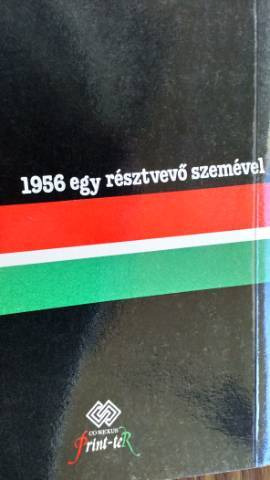 1956 egy résztvevő szemével
CO-NEXUS
Print-teR